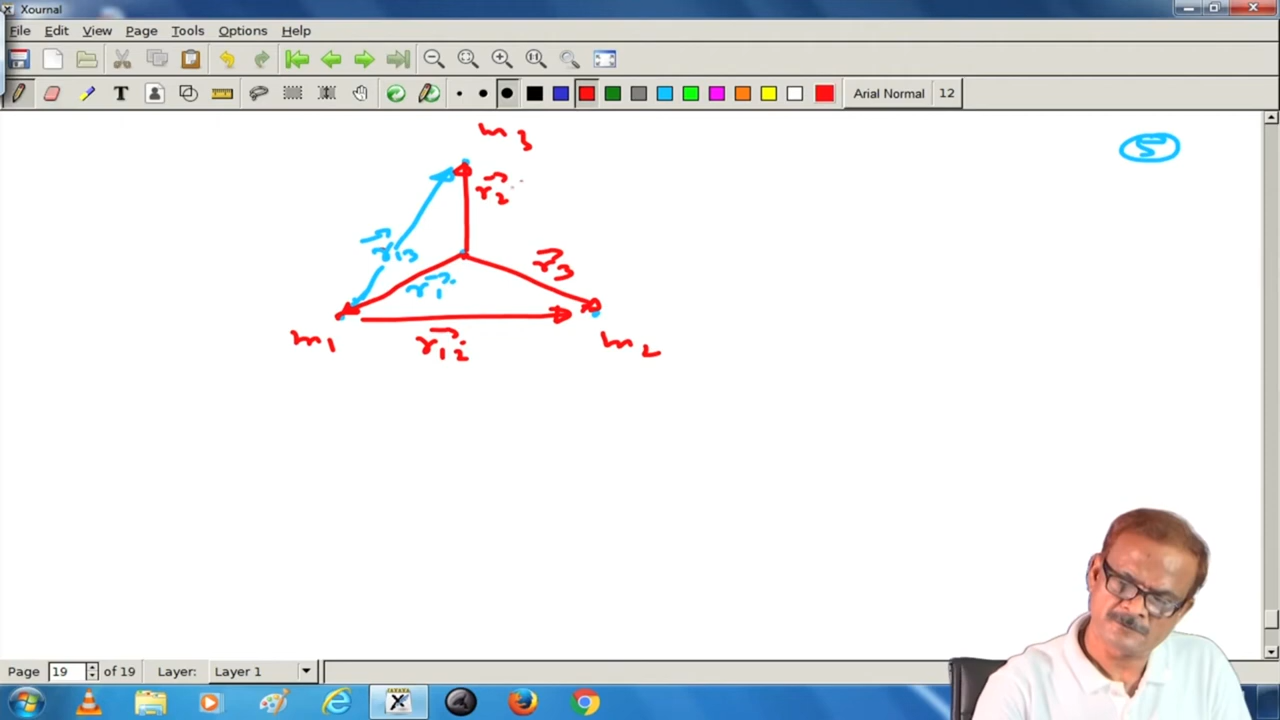 Xournal
File Edit View Page Tools Options Help
Arial Normal 12
m3
5
r⃗2
r⃗13
r⃗3
r⃗1
m1
r⃗12
m2
Page 19 of 19 Layer: Layer 1